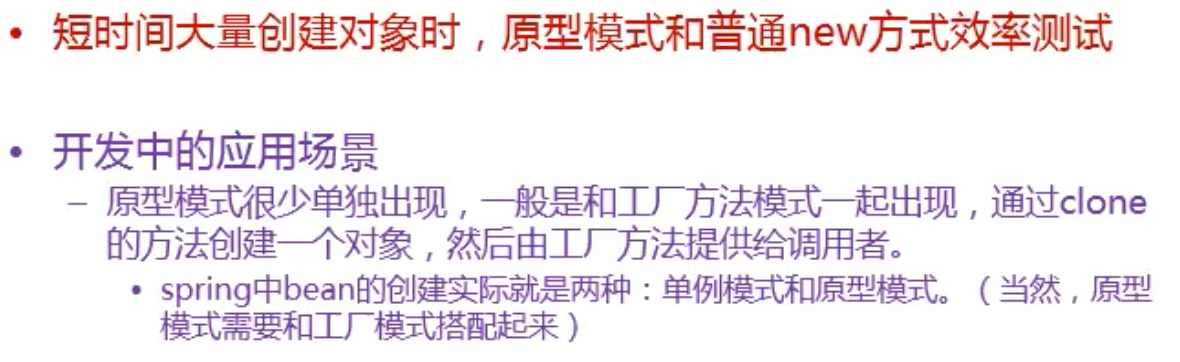 • 短时间大量创建对象时，原型模式和普通new方式效率测试
• 开发中的应用场景
– 原型模式很少单独出现，一般是和工厂方法模式一起出现，通过clone
的方法创建一个对象，然后由工厂方法提供给调用者。
• spring中bean的创建实际就是两种：单例模式和原型模式。（当然，原型
模式需要和工厂模式搭配起来）